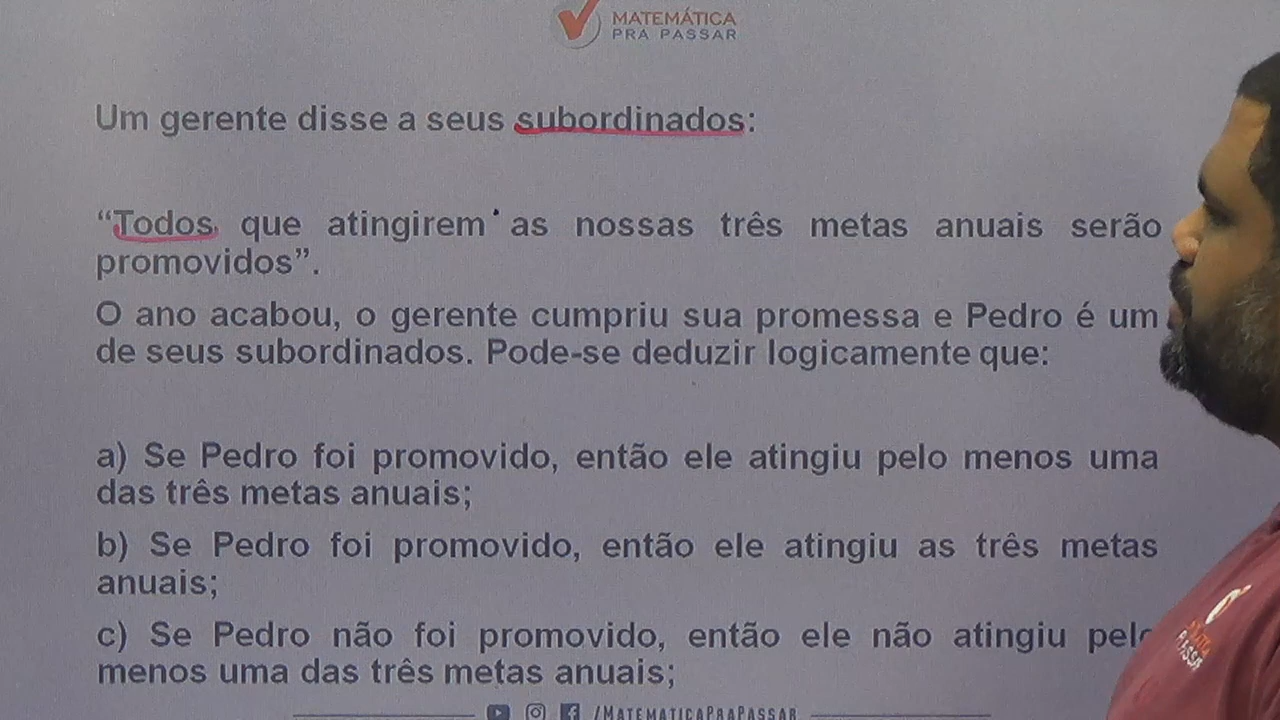 MATEMÁTICA
PRA PASSAR
Um gerente disse a seus subordinados:
“Todos que atingirem as nossas três metas anuais serão
promovidos”.
O ano acabou, o gerente cumpriu sua promessa e Pedro é um
de seus subordinados. Pode-se deduzir logicamente que:
a) Se Pedro foi promovido, então ele atingiu pelo menos uma
das três metas anuais;
b) Se Pedro foi promovido, então ele atingiu as três metas
anuais;
c) Se Pedro não foi promovido, então ele não atingiu pelo
menos uma das três metas anuais;
/MATEMATICAPRAPASSAR